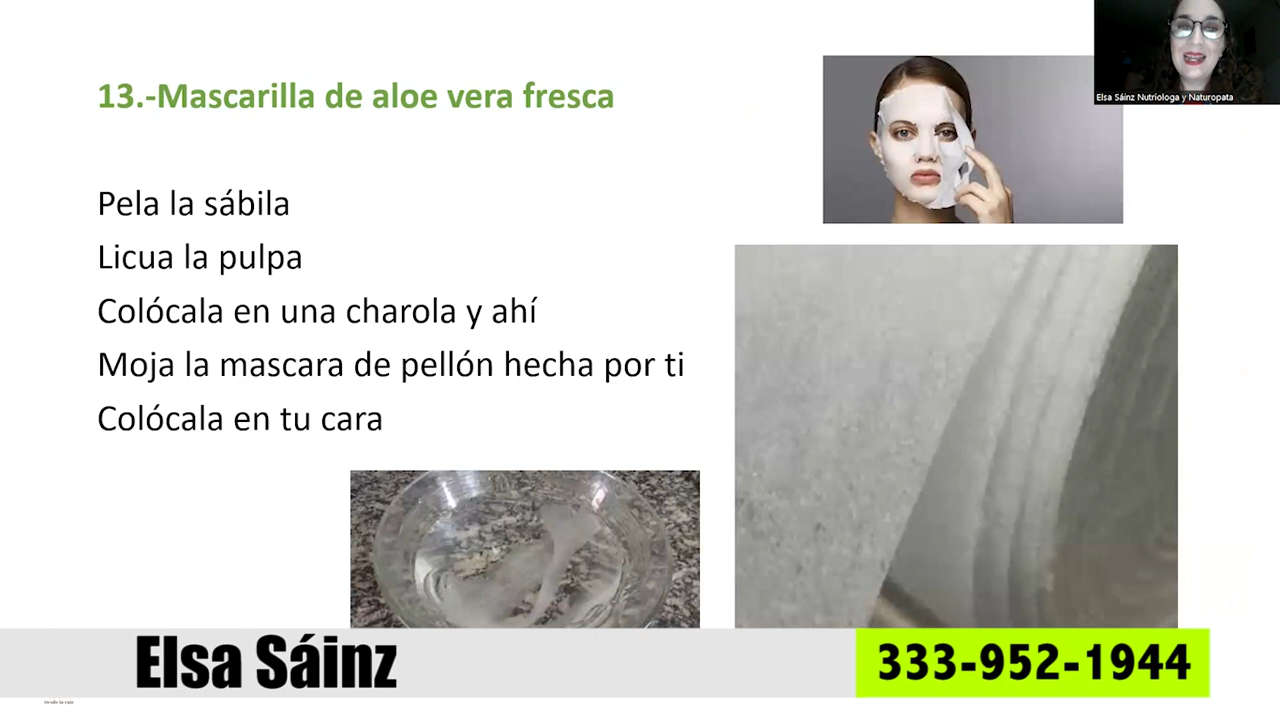 13.-Mascarilla de aloe vera fresca
Elsa Sáinz Nutriologa y Naturopata
Pela la sábila
Licua la pulpa
Colócala en una charola y ahí
Moja la mascara de pellón hecha por ti
Colócala en tu cara
Elsa Sáinz
333-952-1944